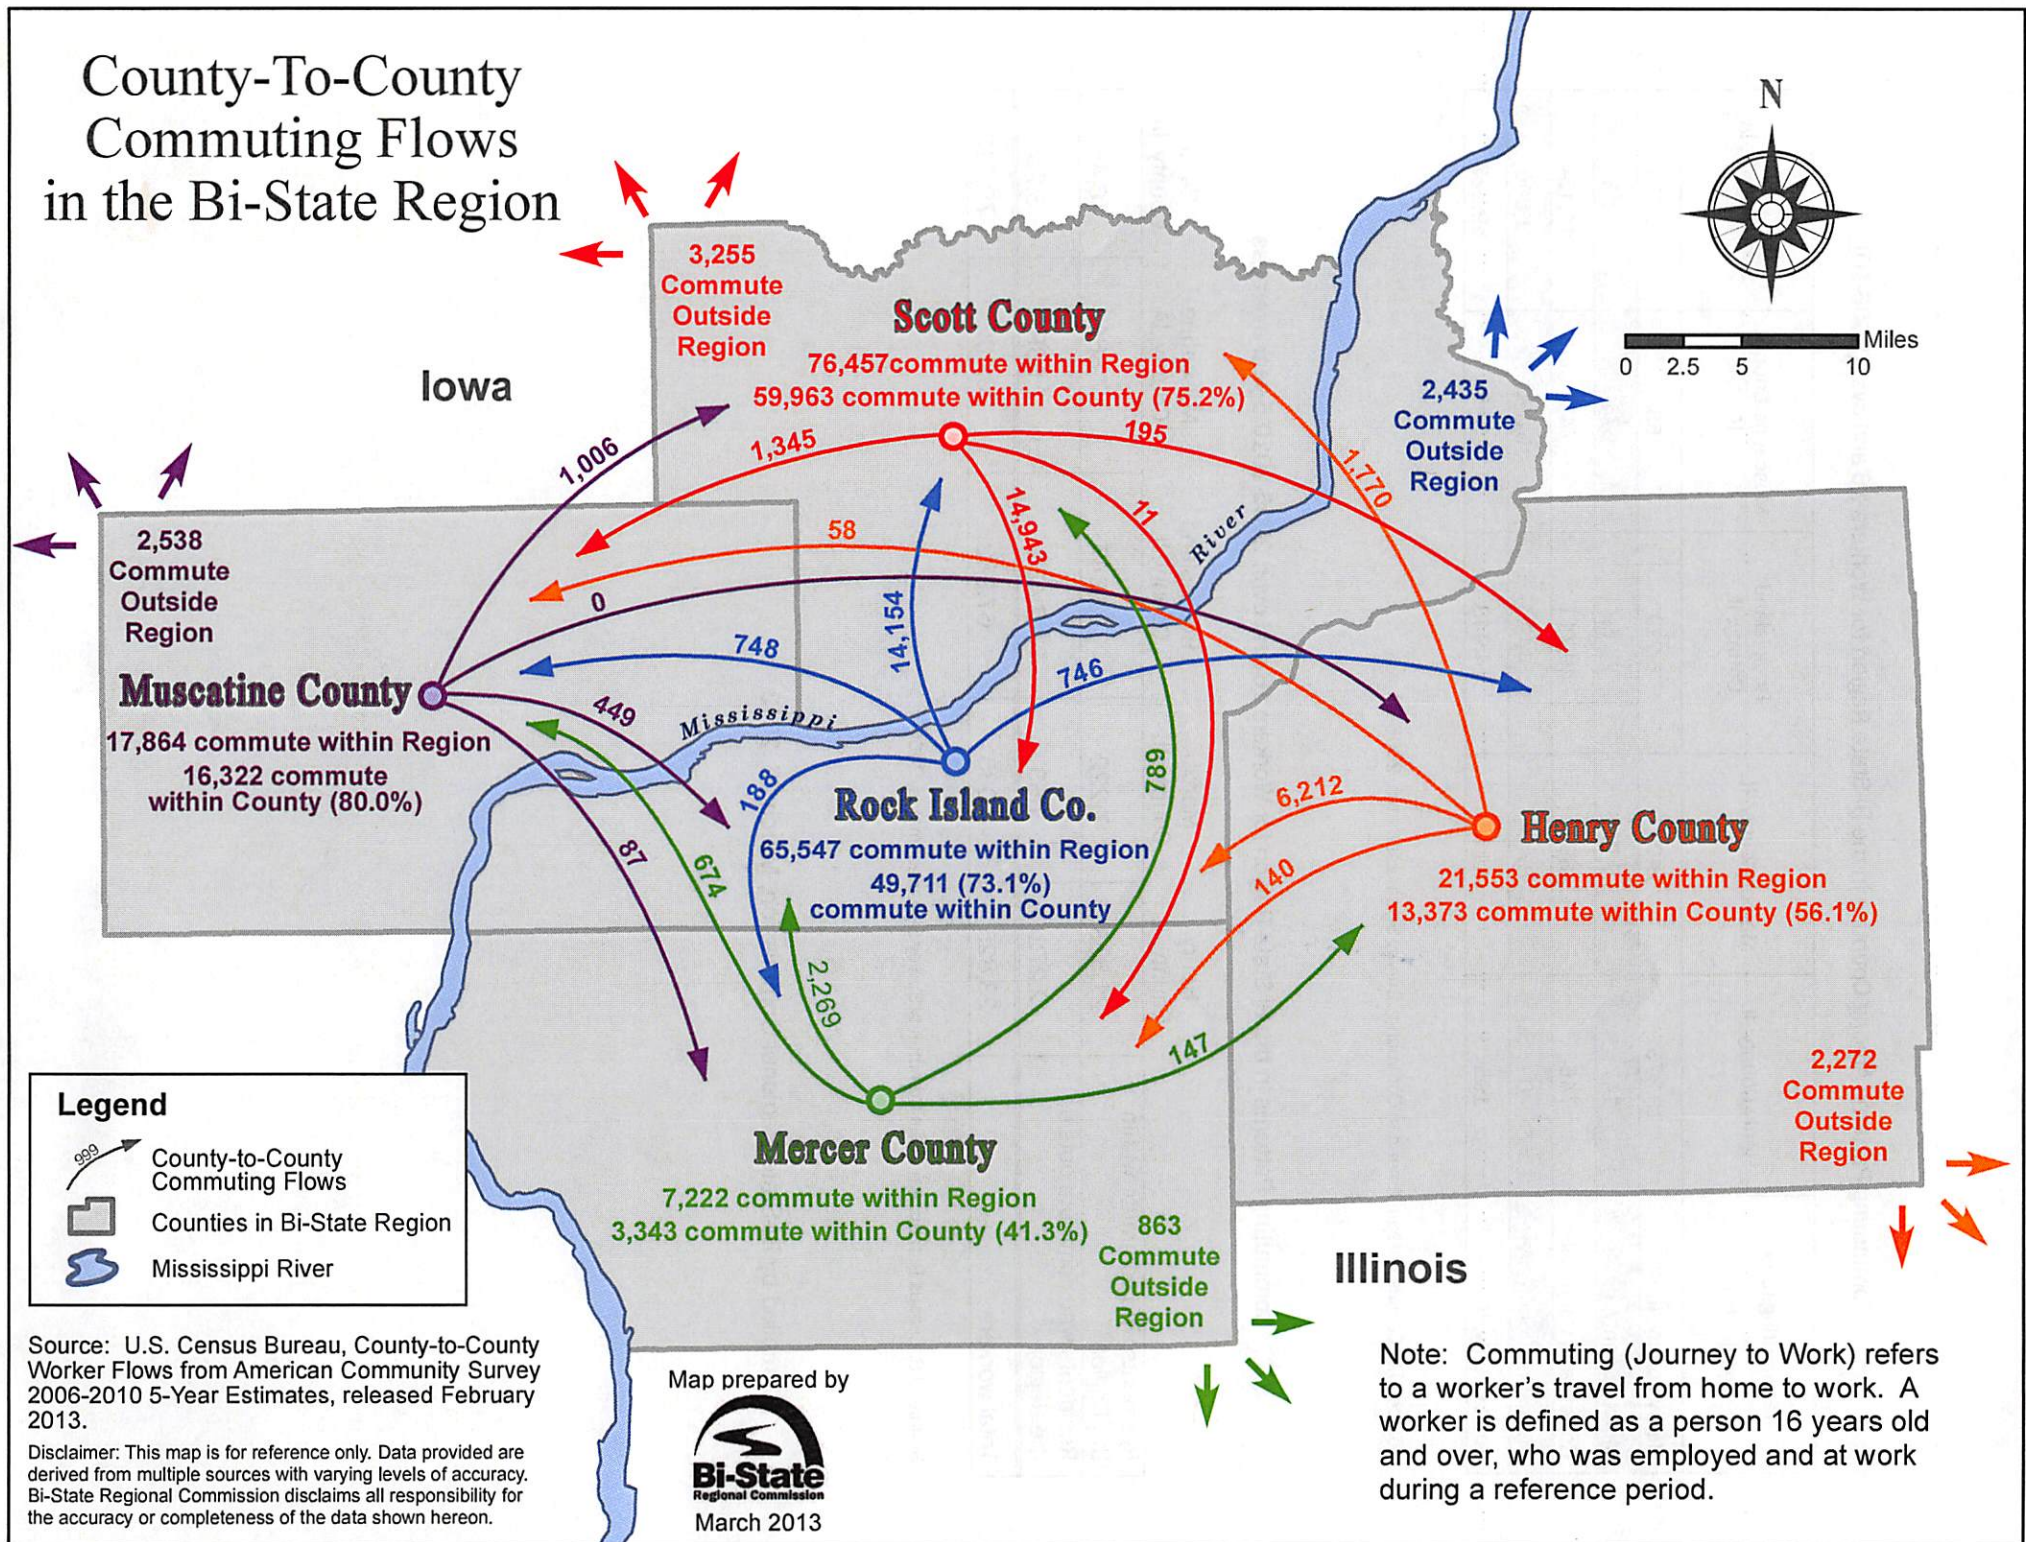 County-To-County
Commuting Flows
in the Bi-State Region
N
Miles
0 2.5 5 10
Iowa
3,255
Commute
Outside
Region
Scott County
76,457commute within Region
59,963 commute within County (75.2%)
2,435
Commute
Outside
Region
1,006
1,345
195
1,770
14,943
11
58
0
14,154
River
2,538
Commute
Outside
Region
Muscatine County
17,864 commute within Region
16,322 commute
within County (80.0%)
748
746
449
Mississippi
188
87
674
789
Rock Island Co.
65,547 commute within Region
49,711 (73.1%)
commute within County
6,212
140
Henry County
21,553 commute within Region
13,373 commute within County (56.1%)
2,269
147
2,272
Commute
Outside
Region
Mercer County
7,222 commute within Region
3,343 commute within County (41.3%)
863
Commute
Outside
Region
Illinois
Legend
999
County-to-County
Commuting Flows
Counties in Bi-State Region
Mississippi River
Source: U.S. Census Bureau, County-to-County
Worker Flows from American Community Survey
2006-2010 5-Year Estimates, released February
2013.
Disclaimer: This map is for reference only. Data provided are
derived from multiple sources with varying levels of accuracy.
Bi-State Regional Commission disclaims all responsibility for
the accuracy or completeness of the data shown hereon.
Map prepared by
Bi-State
Regional Commission
March 2013
Note: Commuting (Journey to Work) refers
to a worker's travel from home to work. A
worker is defined as a person 16 years old
and over, who was employed and at work
during a reference period.